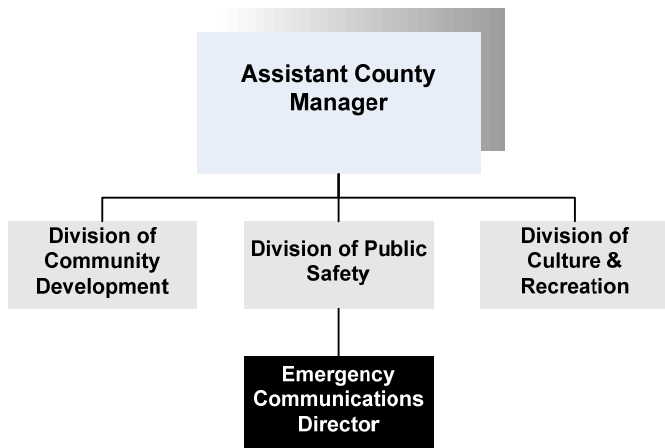 Assistant County
Manager
Division of
Community
Development
Division of Public
Safety
Division of
Culture &
Recreation
Emergency
Communications
Director